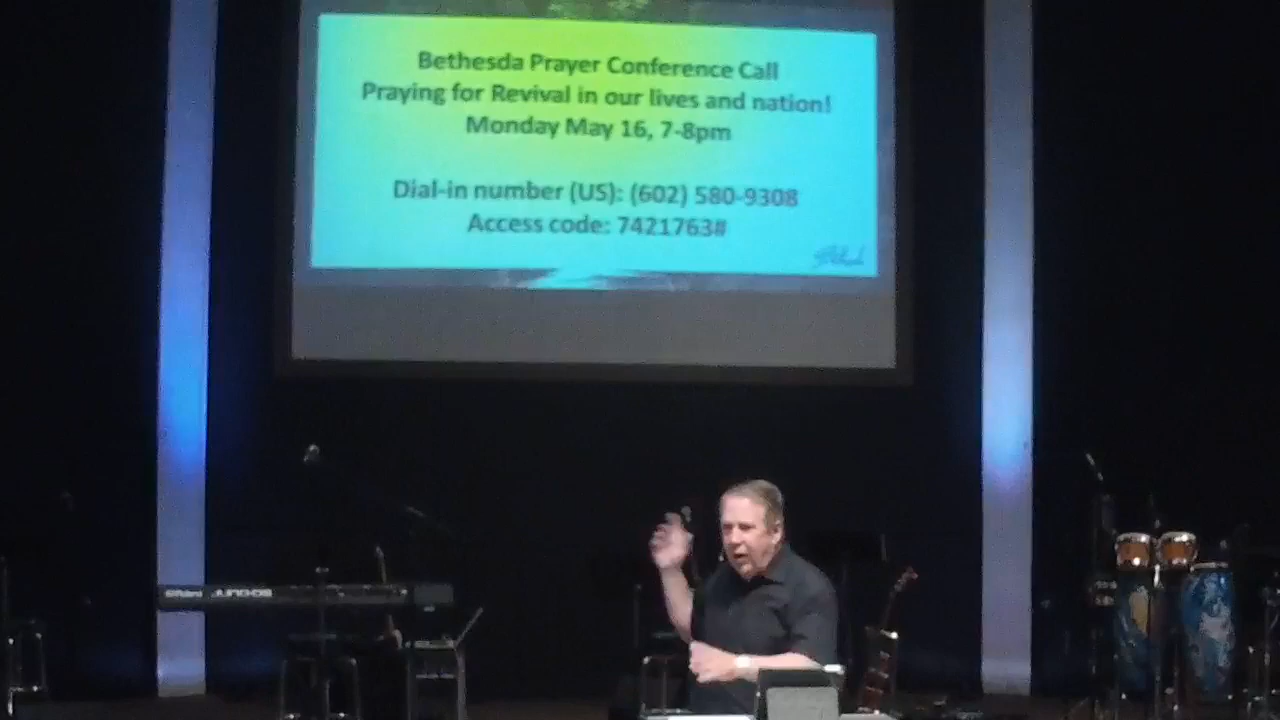 Bethesda Prayer Conference Call
Praying for Revival in our lives and nation!
Monday May 16, 7-8pm
Dial-in number (US): (602) 580-9308
Access code: 7421763#